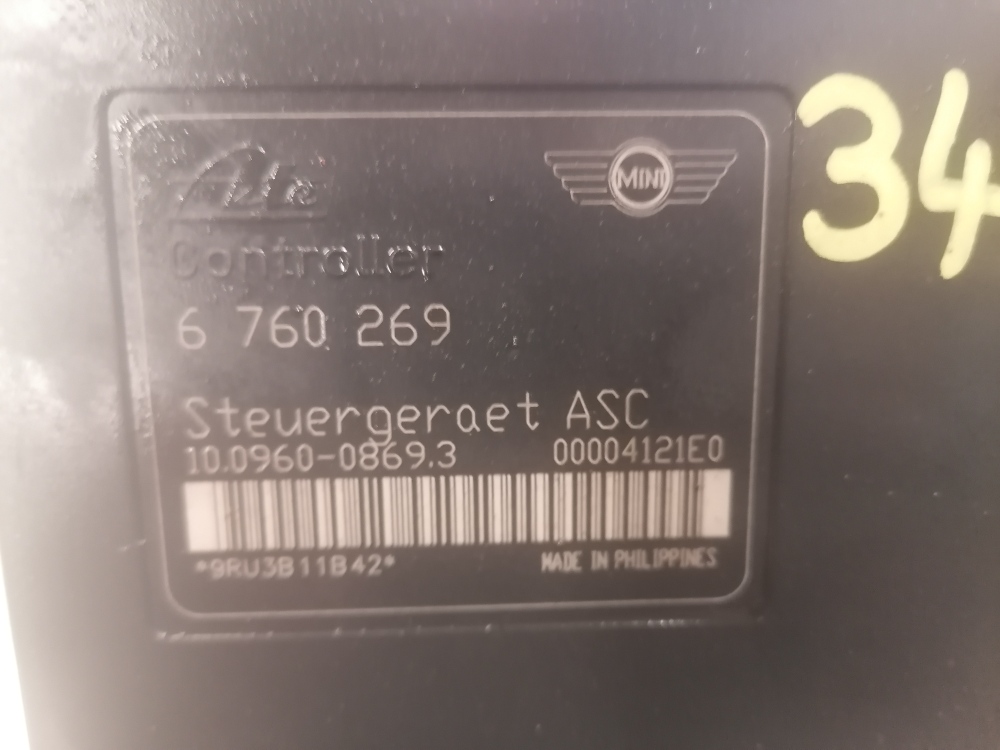 Ate
MINI
34
Controller
6 760 269
Steuergeraet ASC
10.0960-0869.3 00004121E0
*9RU3B11B42*
MADE IN PHILIPPINES